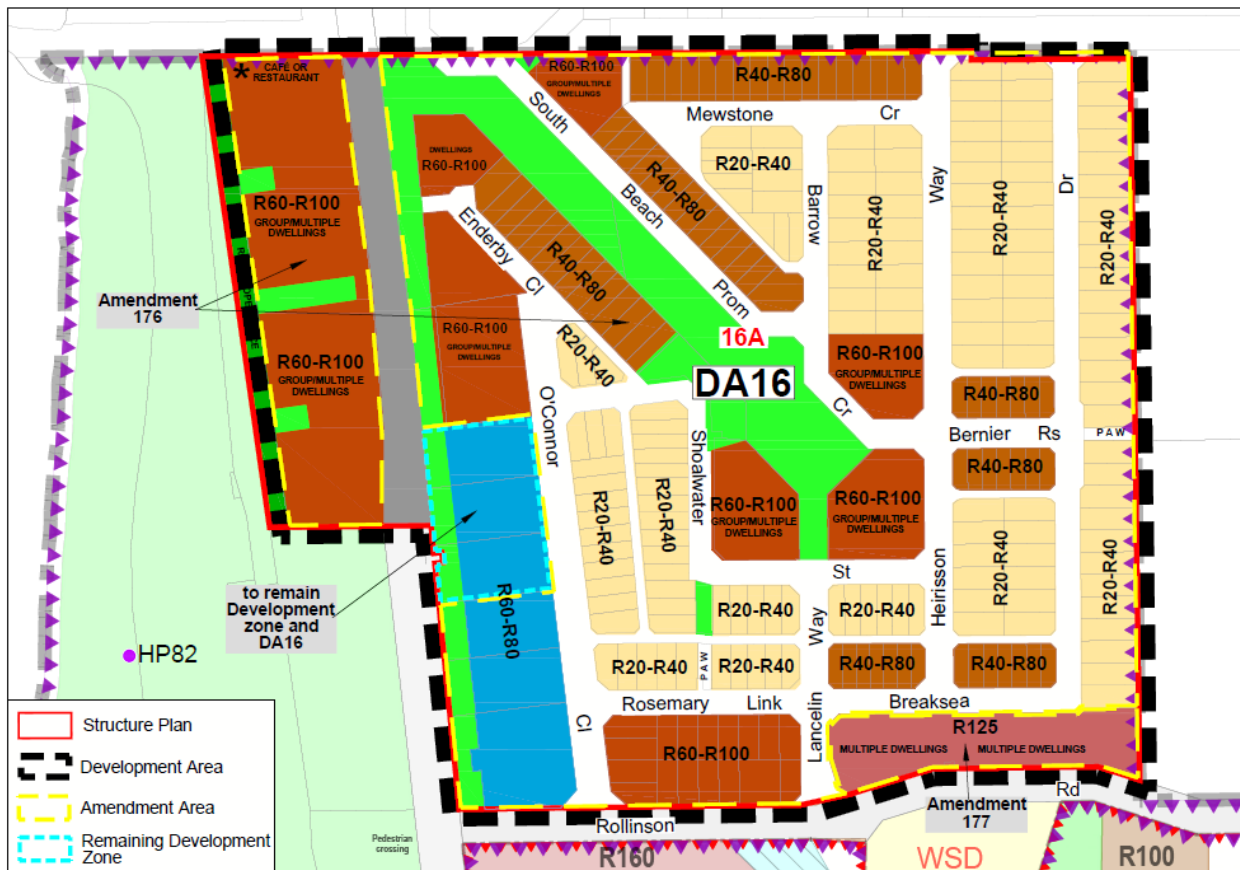 CAFE OR
RESTAURANT
*
R60-R100
GROUP/MULTIPLE
DWELLINGS
R40-R80
Mewstone
Cr
South
DWELLINGS
R60-R100
R20-R40
R40-R80
Barrow
Way
Dr
R20-R40
R20-R40
R20-R40
R60-R100
GROUP/MULTIPLE
DWELLINGS
Beach
Enderby
Cl
R40-R80
Prom
Amendment
176
R60-R100
GROUP/MULTIPLE
DWELLINGS
R20-R40
16A
DA16
R60-R100
GROUP/MULTIPLE
DWELLINGS
R60-R100
GROUP/MULTIPLE
DWELLINGS
O'Connor
Cr
R40-R80
Bernier
Rs
PAW
R40-R80
Shoalwater
R20-R40
R20-R40
R60-R100
GROUP/MULTIPLE
DWELLINGS
R60-R100
GROUP/MULTIPLE
DWELLINGS
R20-R40
R20-R40
St
to remain
Development
zone and
DA16
R60-R80
R20-R40
R20-R40
Way
Heirisson
HP82
R20-R40
PAW
R20-R40
R40-R80
R40-R80
Rosemary
Link
Breaksea
Cl
Lancelin
R60-R100
R125
MULTIPLE DWELLINGS
MULTIPLE DWELLINGS
Rd
Amendment
177
Rollinson
Pedestrian
crossing
R160
WSD
R100
Structure Plan
Development Area
Amendment Area
Remaining Development
Zone